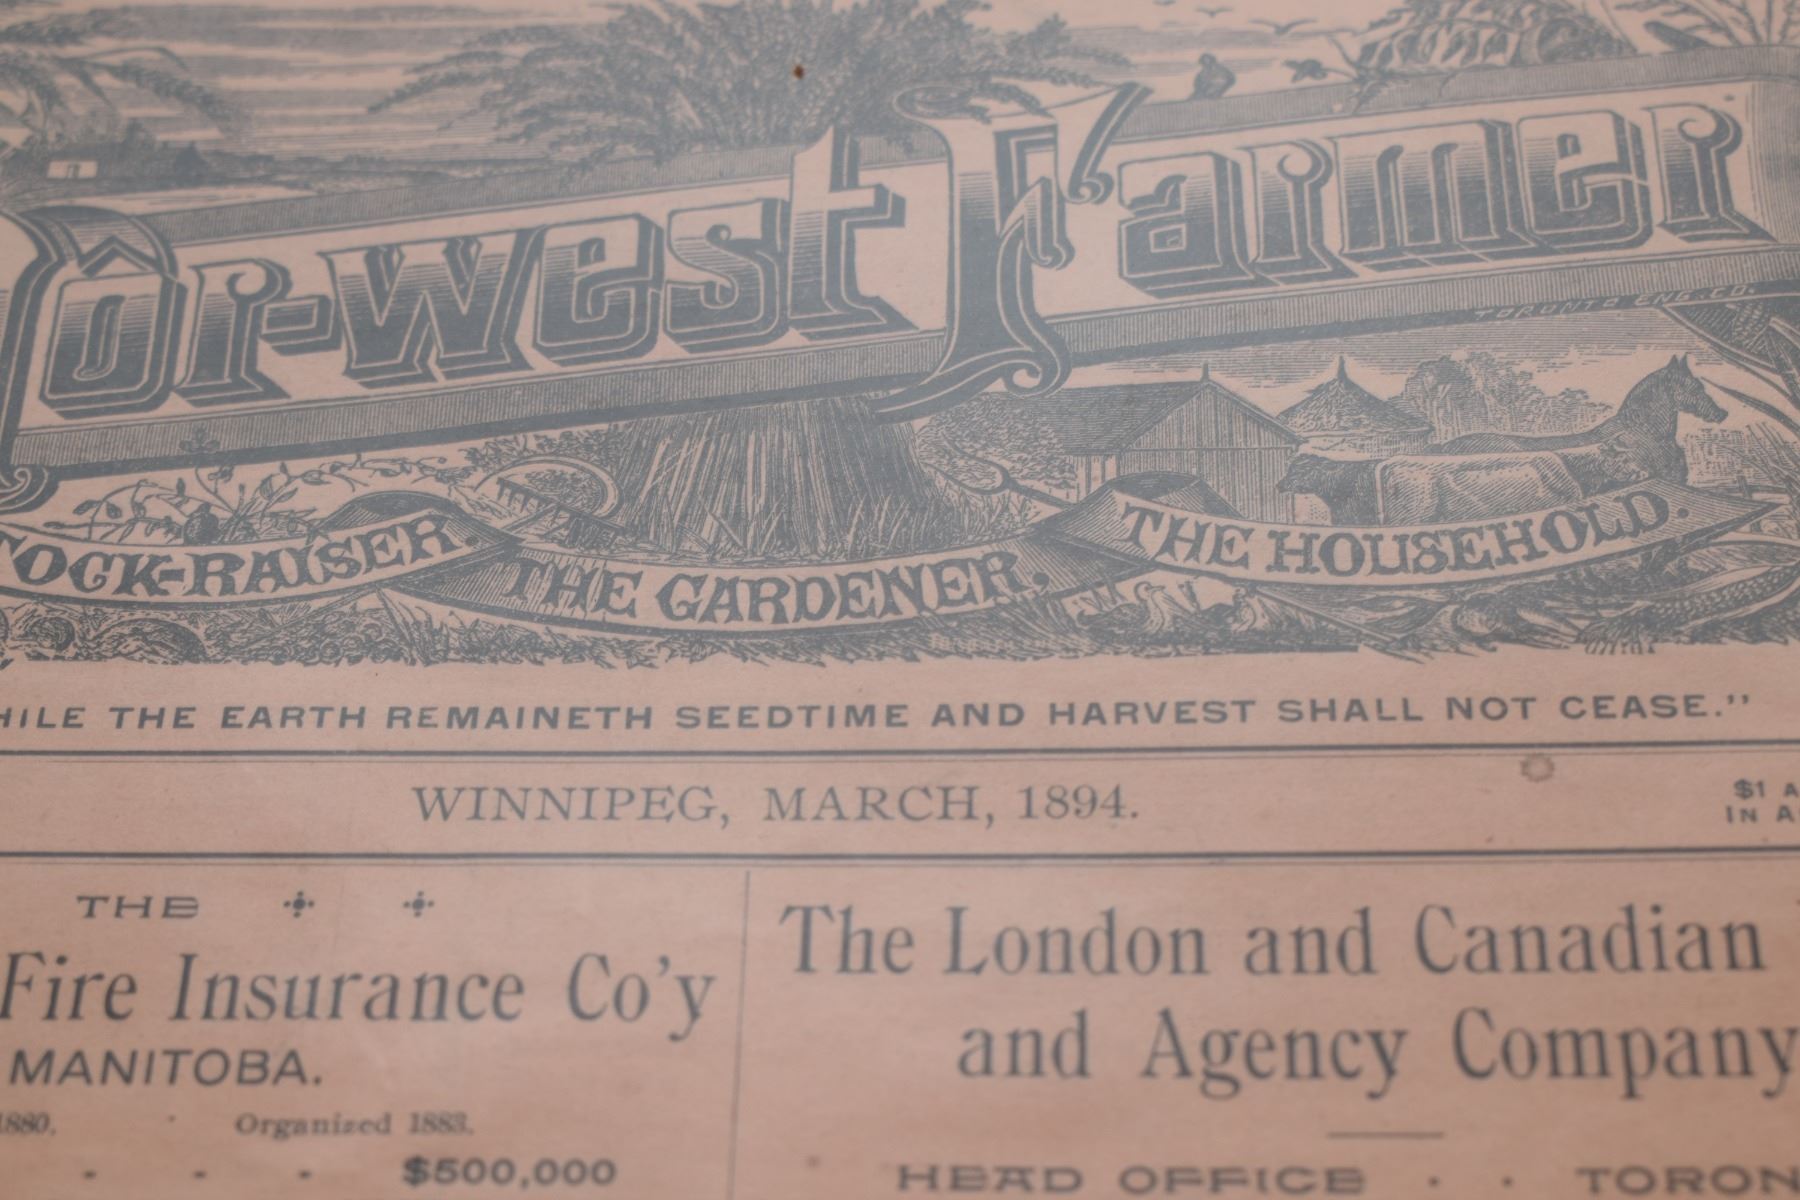 ôr-west Farmer
TORONTO ENG. CO.
TOCK-RAISER. THE GARDENER. THE HOUSEHOLD.
HILE THE EARTH REMAINETH SEEDTIME AND HARVEST SHALL NOT CEASE."
WINNIPEG, MARCH, 1894.
$1 A
IN A
THE
Fire Insurance Co'y
MANITOBA.
1880. Organized 1883.
- - - $500,000
The London and Canadian
and Agency Company
HEAD OFFICE · · TORON